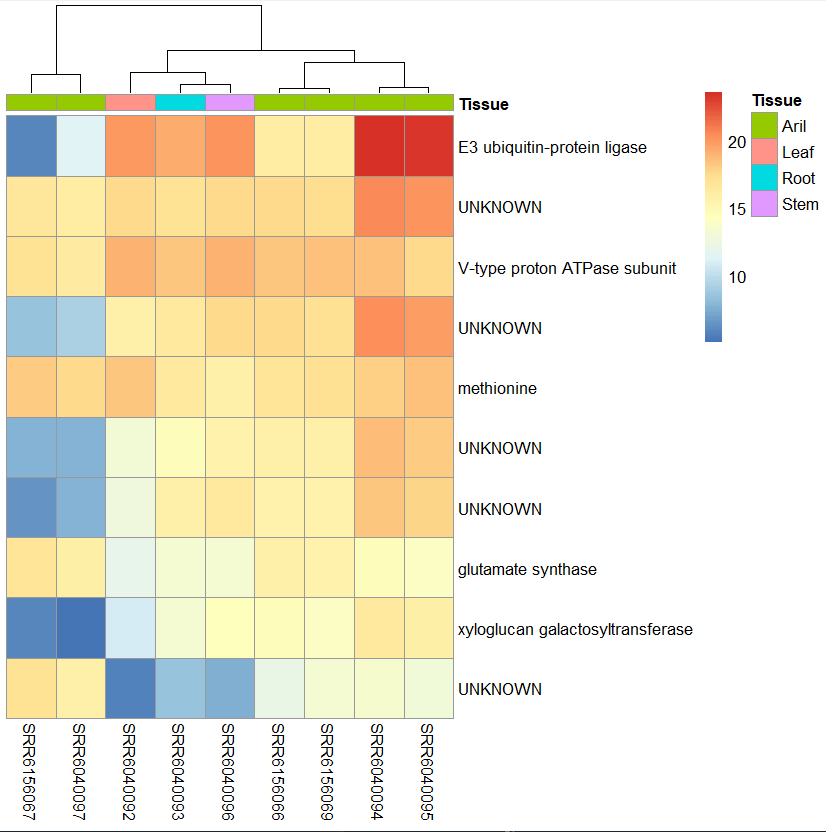 Tissue
E3 ubiquitin-protein ligase
UNKNOWN
V-type proton ATPase subunit
UNKNOWN
methionine
UNKNOWN
UNKNOWN
glutamate synthase
xyloglucan galactosyltransferase
UNKNOWN
SRR6156067
SRR6040097
SRR6040092
SRR6040093
SRR6040096
SRR6156066
SRR6156069
SRR6040094
SRR6040095
20
15
10
Tissue
Aril
Leaf
Root
Stem